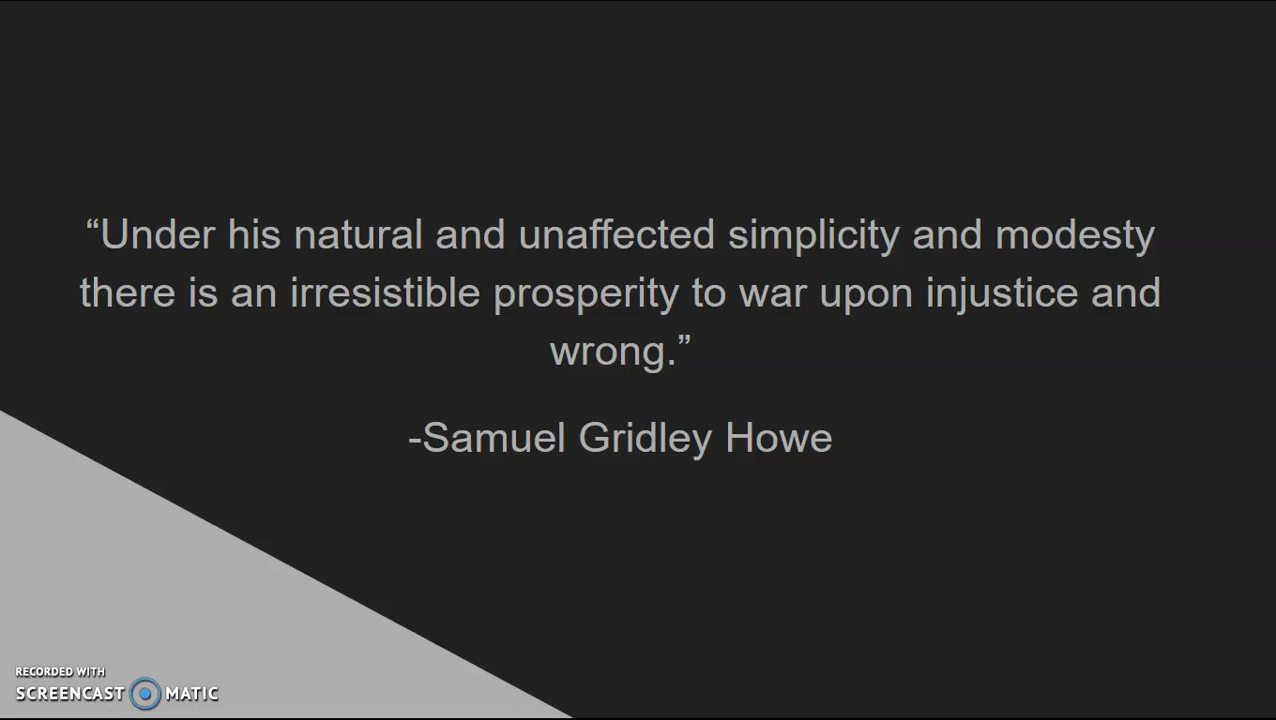 “Under his natural and unaffected simplicity and modesty
there is an irresistible prosperity to war upon injustice and
wrong.”
-Samuel Gridley Howe
RECORDED WITH
SCREENCAST MATIC